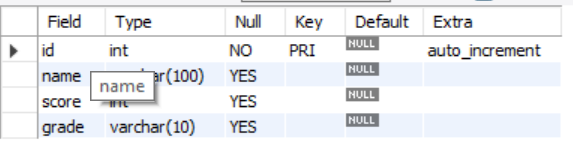 Field Type Null Key Default Extra
id int NO PRI NULL auto_increment
name ar(100) YES NULL
name
score int YES NULL
grade varchar(10) YES NULL